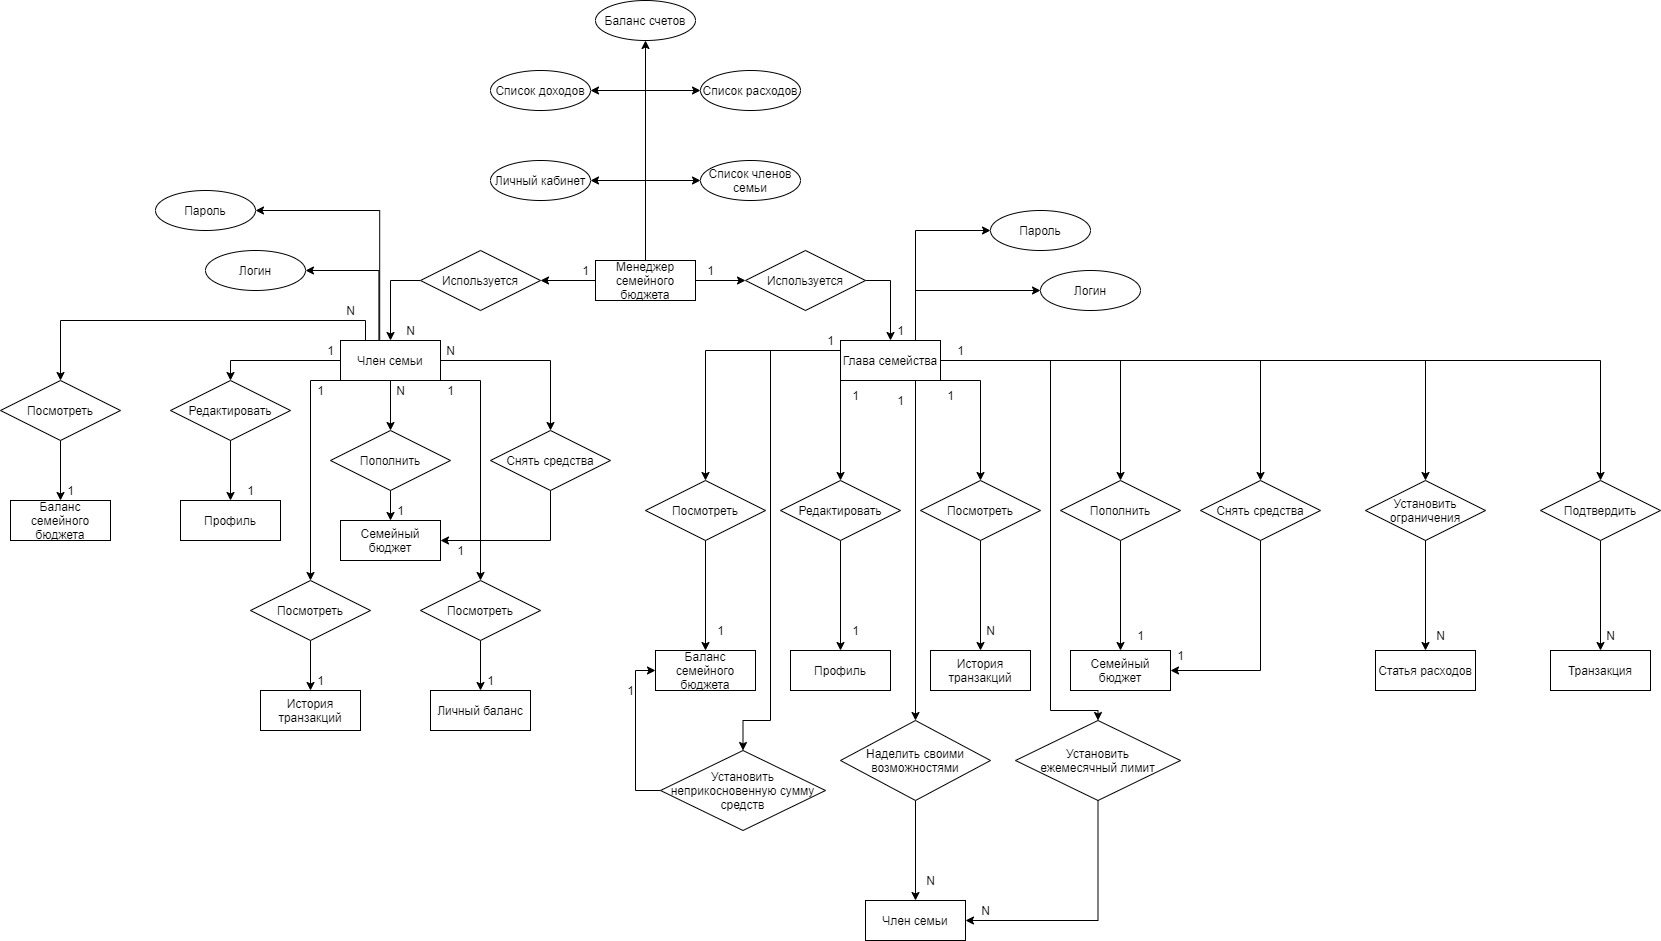 Баланс счетов
Список доходов
Список расходов
Личный кабинет
Список членов
семьи
Пароль
Логин
Пароль
Логин
Используется
1
Менеджер
семейного
бюджета
1
Используется
N
N
1
1
Член семьи
N
1
Глава семейства
1
1
N
1
1
1
1
Посмотреть
Редактировать
Пополнить
Снять средства
Посмотреть
Редактировать
Посмотреть
Пополнить
Снять средства
Установить
ограничения
Подтвердить
1
1
1
Баланс
семейного
бюджета
Профиль
Семейный
бюджет
1
Посмотреть
Посмотреть
1
1
N
1
N
N
1
Баланс
семейного
бюджета
Профиль
История
транзакций
Семейный
бюджет
1
Статья расходов
Транзакция
1
1
1
История
транзакций
Личный баланс
Установить
неприкосновенную сумму
средств
Наделить своими
возможностями
Установить
ежемесячный лимит
N
N
Член семьи